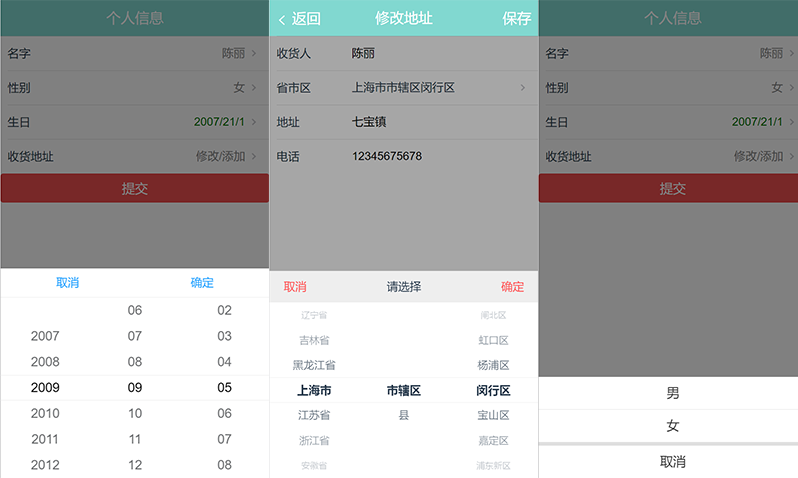 个人信息
名字 陈丽
性别 女
生日 2007/21/1
收货地址 修改/添加
提交
取消 确定
06 02
2007 07 03
2008 08 04
2009 09 05
2010 10 06
2011 11 07
2012 12 08
返回 修改地址 保存
收货人 陈丽
省市区 上海市市辖区闵行区
地址 七宝镇
电话 12345675678
取消 请选择 确定
辽宁省 闸北区
吉林省 虹口区
黑龙江省 杨浦区
上海市 市辖区 闵行区
江苏省 县 宝山区
浙江省 嘉定区
安徽省 浦东新区
个人信息
名字 陈丽
性别 女
生日 2007/21/1
收货地址 修改/添加
提交
男
女
取消